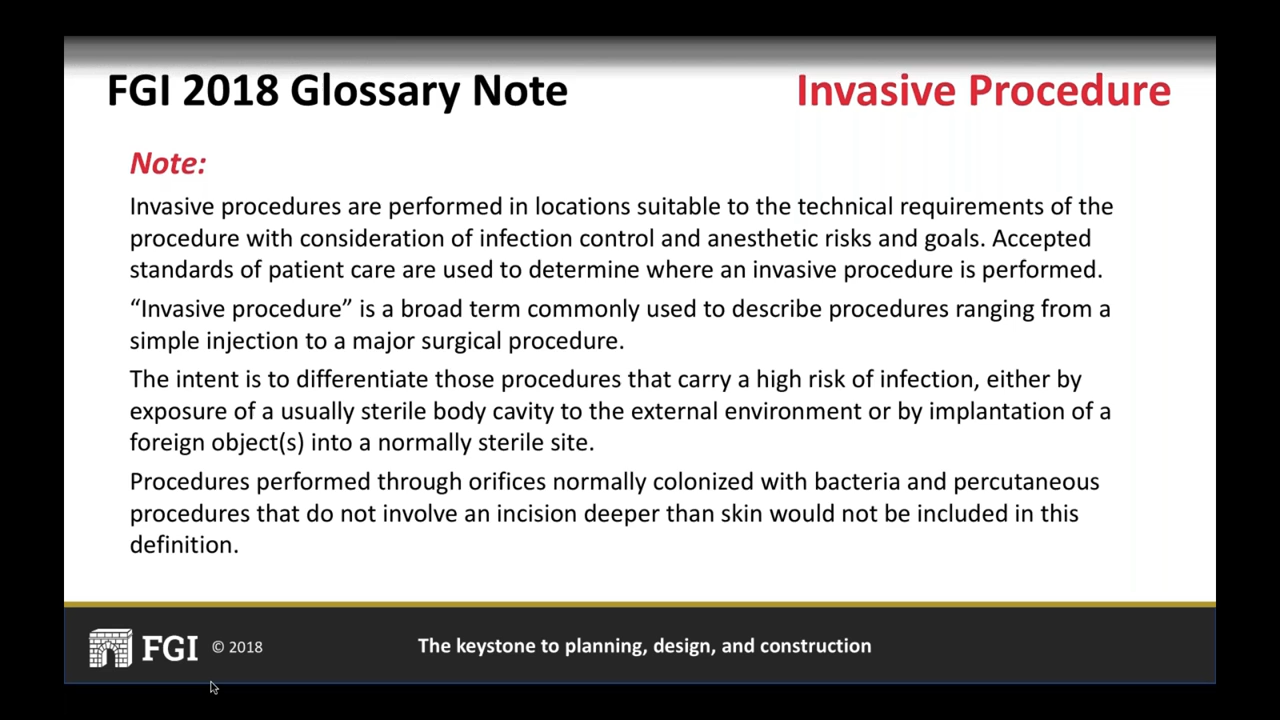 FGI 2018 Glossary Note
Invasive Procedure
Note:
Invasive procedures are performed in locations suitable to the technical requirements of the
procedure with consideration of infection control and anesthetic risks and goals. Accepted
standards of patient care are used to determine where an invasive procedure is performed.
“Invasive procedure” is a broad term commonly used to describe procedures ranging from a
simple injection to a major surgical procedure.
The intent is to differentiate those procedures that carry a high risk of infection, either by
exposure of a usually sterile body cavity to the external environment or by implantation of a
foreign object(s) into a normally sterile site.
Procedures performed through orifices normally colonized with bacteria and percutaneous
procedures that do not involve an incision deeper than skin would not be included in this
definition.
FGI © 2018
The keystone to planning, design, and construction